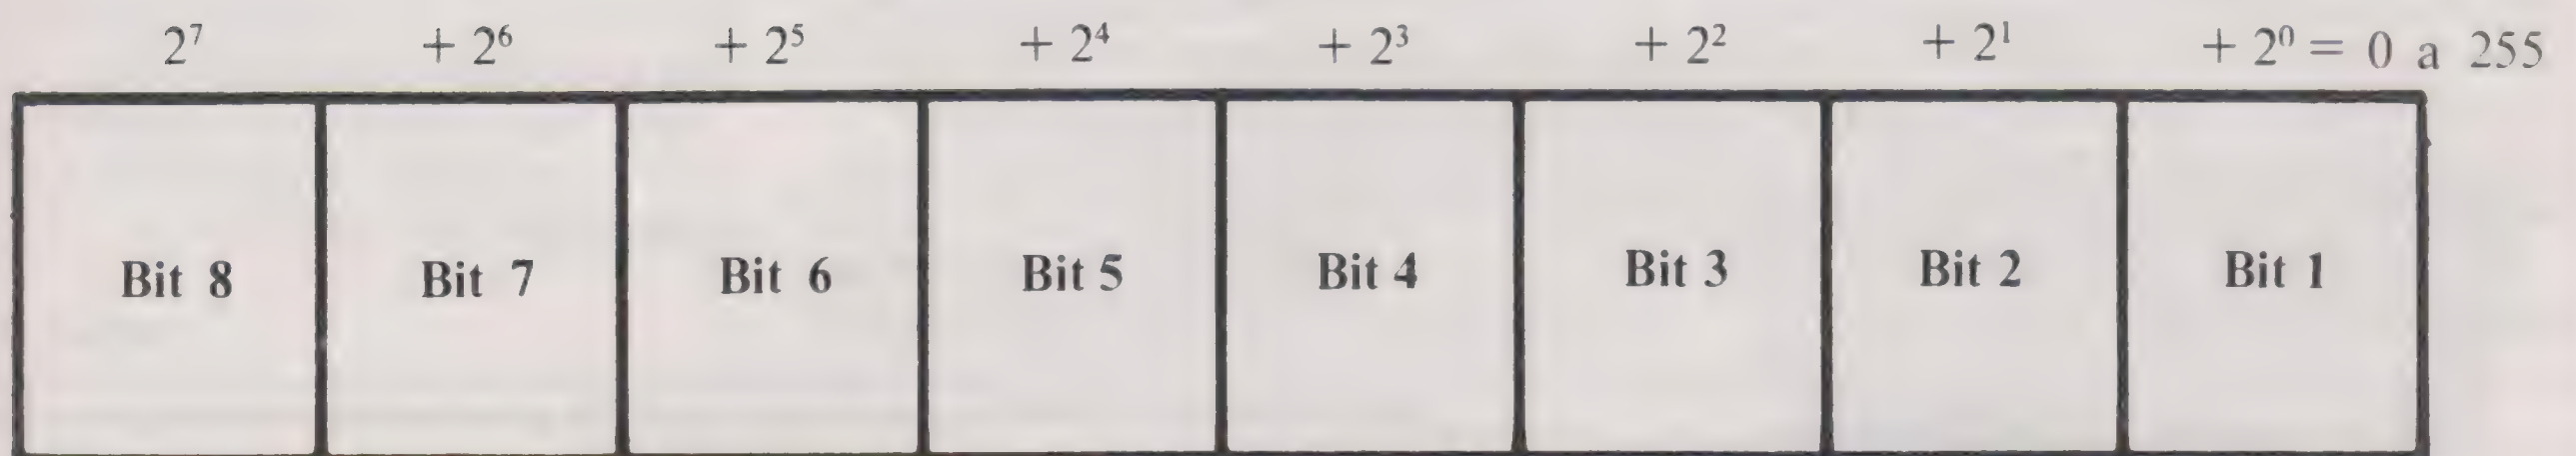 2⁷ + 2⁶ + 2⁵ + 2⁴ + 2³ + 2² + 2¹ + 2⁰ = 0 a 255
Bit 8 Bit 7 Bit 6 Bit 5 Bit 4 Bit 3 Bit 2 Bit 1